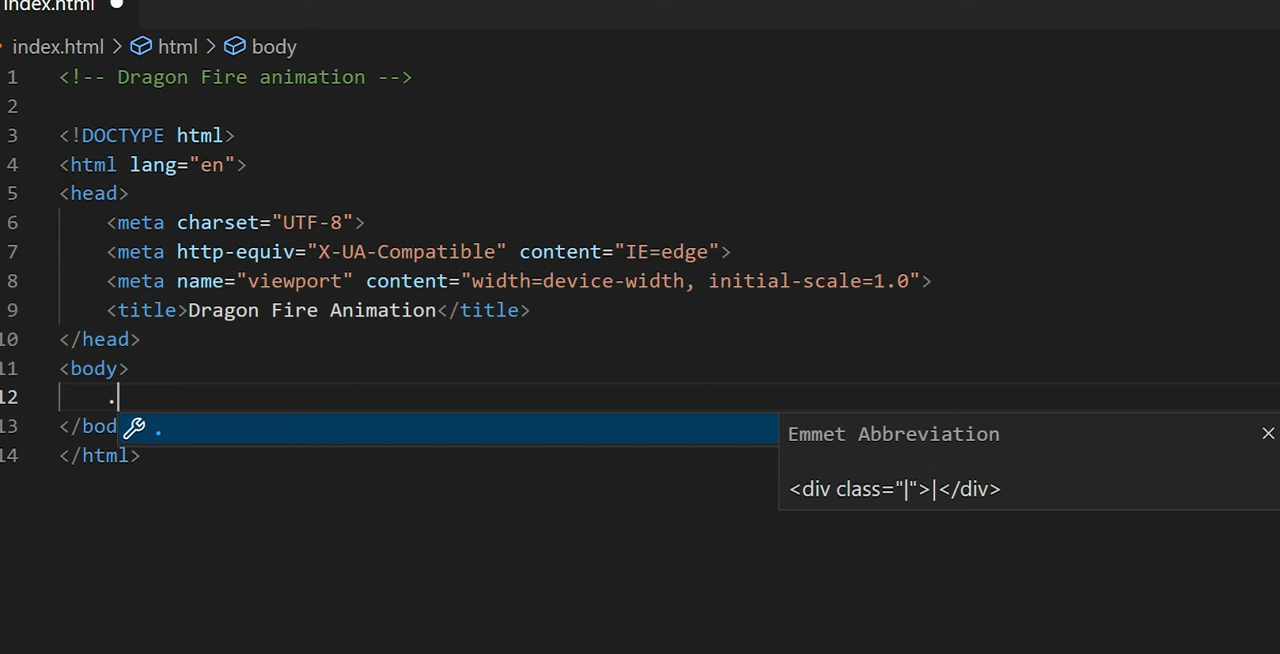 index.html
index.html > html > body
1 <!-- Dragon Fire animation -->
2
3 <!DOCTYPE html>
4 <html lang="en">
5 <head>
6 <meta charset="UTF-8">
7 <meta http-equiv="X-UA-Compatible" content="IE=edge">
8 <meta name="viewport" content="width=device-width, initial-scale=1.0">
9 <title>Dragon Fire Animation</title>
10 </head>
11 <body>
12 .
13 </bod
.
Emmet Abbreviation
14 </html>
<div class="|">|</div>